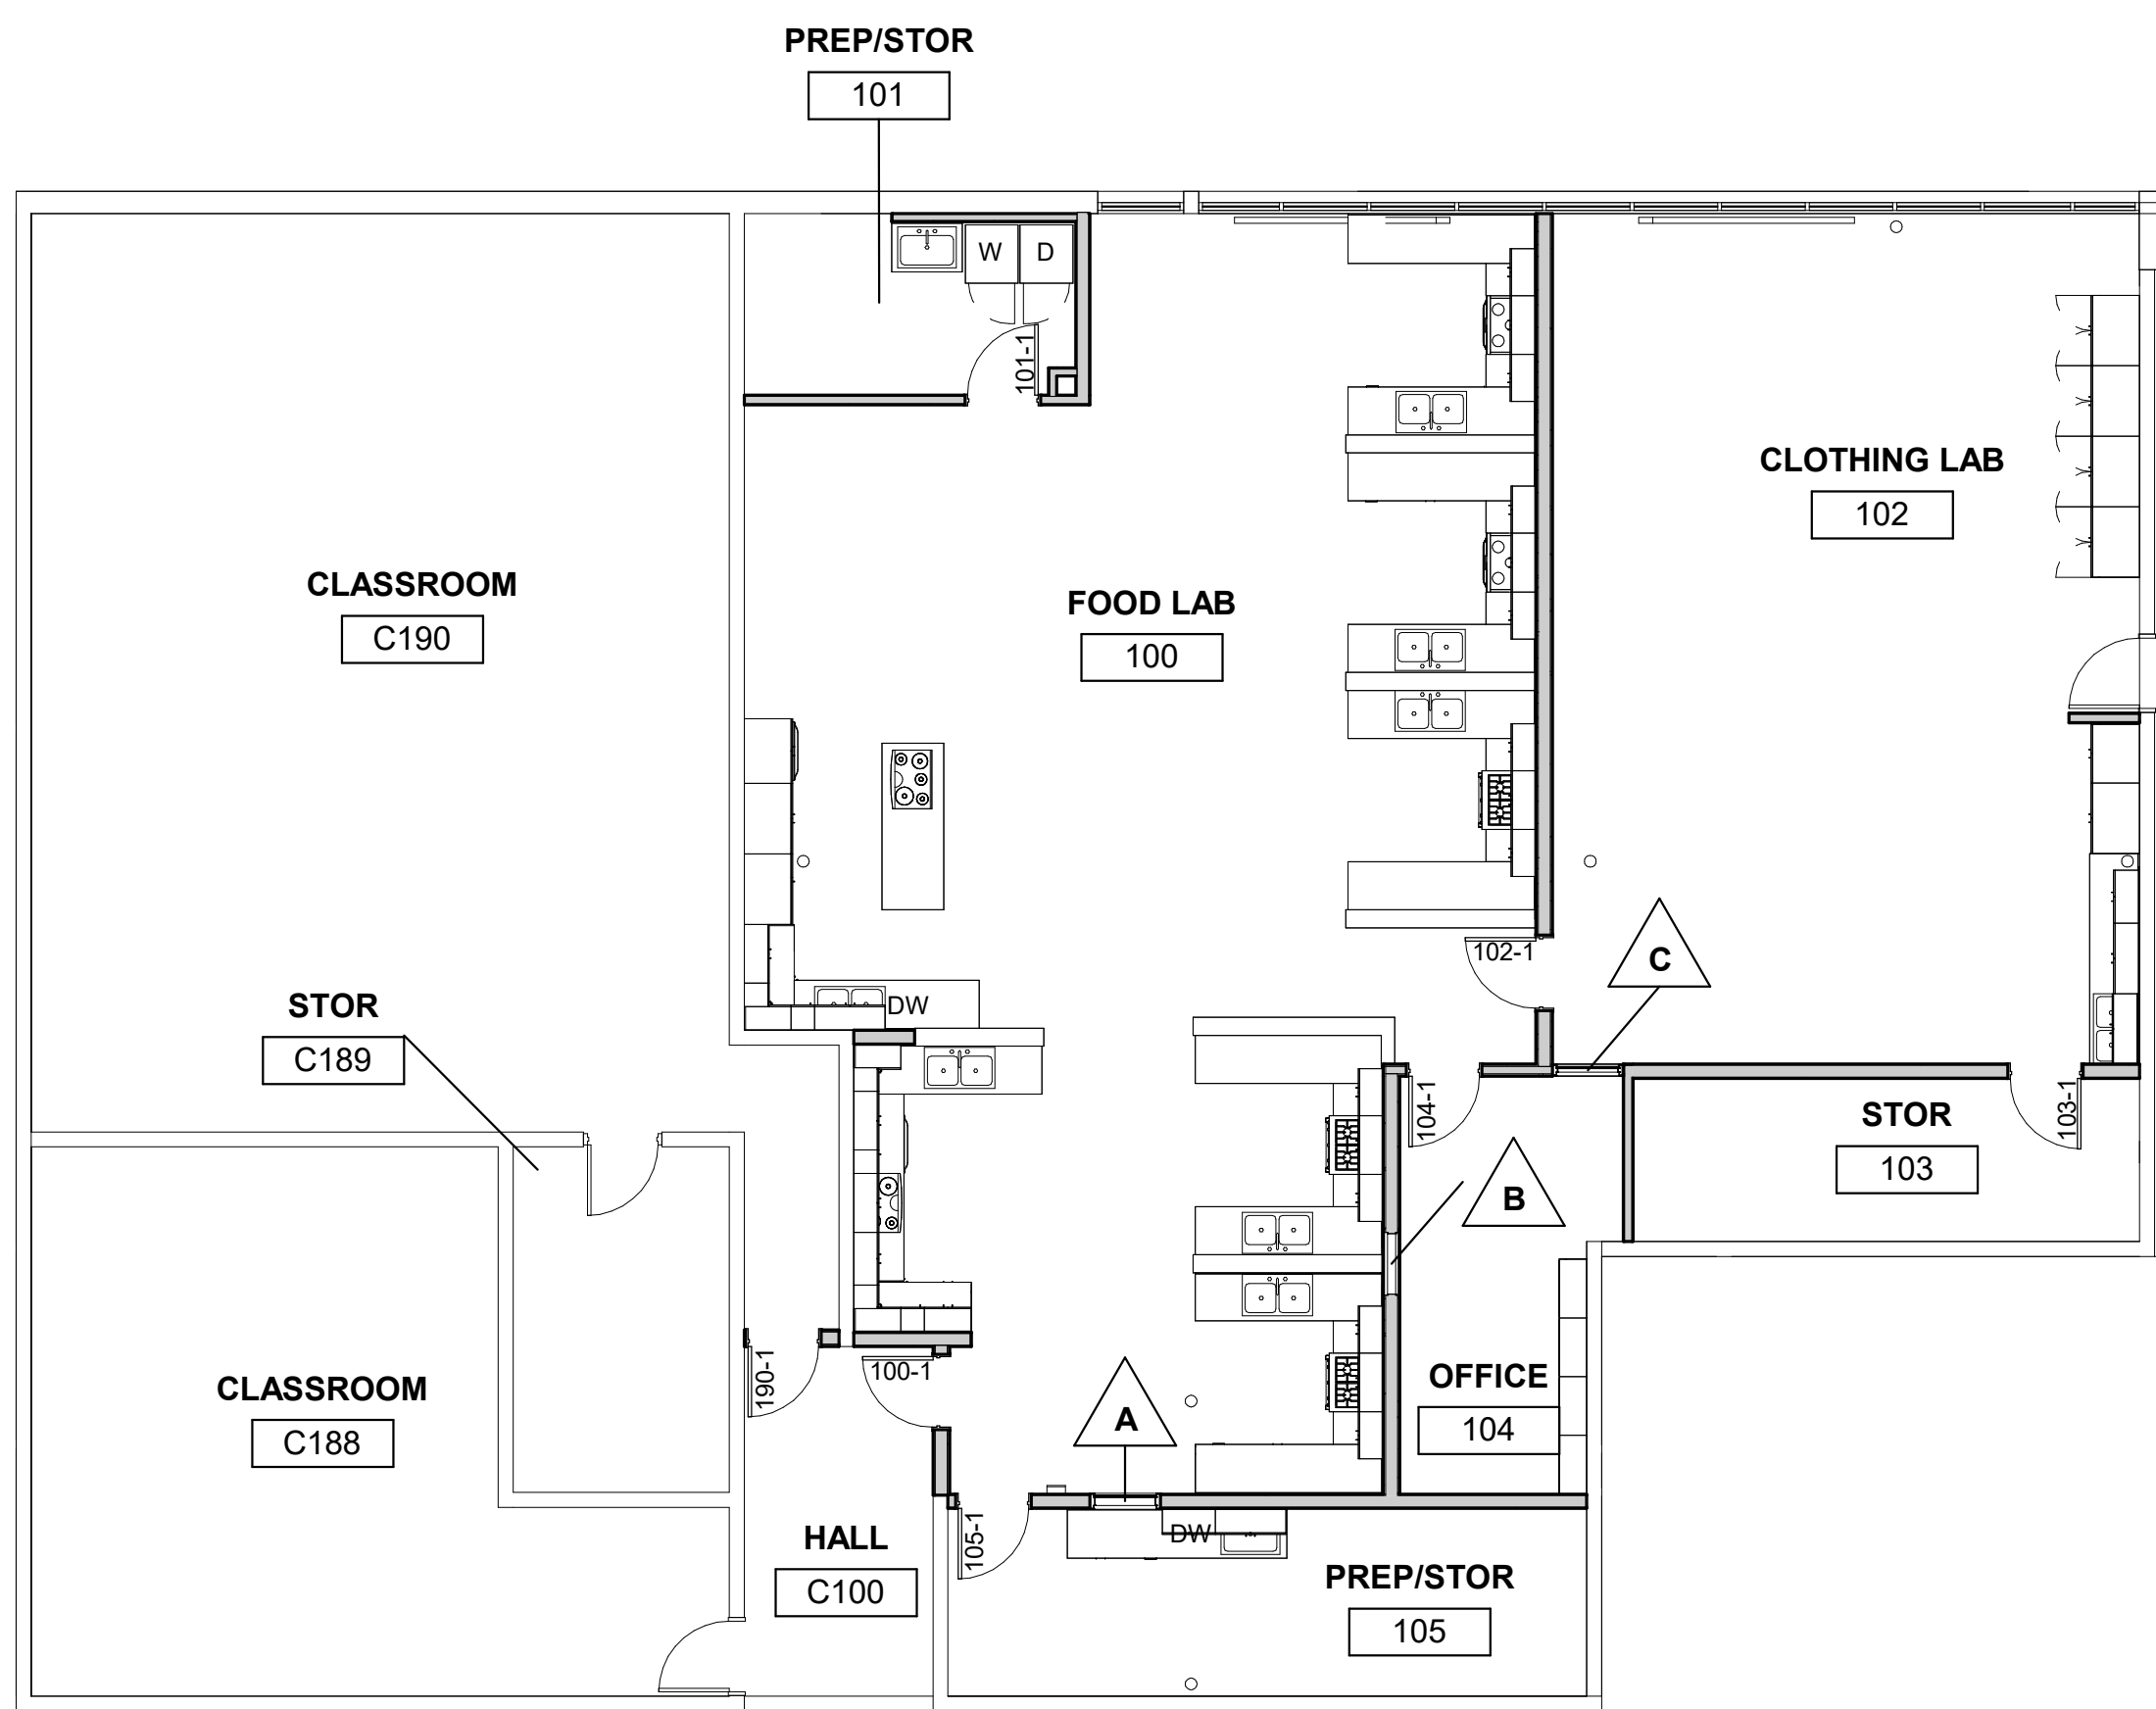 PREP/STOR
101
W
D
101-1
CLOTHING LAB
102
CLASSROOM
C190
FOOD LAB
100
102-1
C
STOR
C189
DW
104-1
103-1
STOR
103
B
190-1
100-1
OFFICE
104
CLASSROOM
C188
A
105-1
DW
HALL
C100
PREP/STOR
105